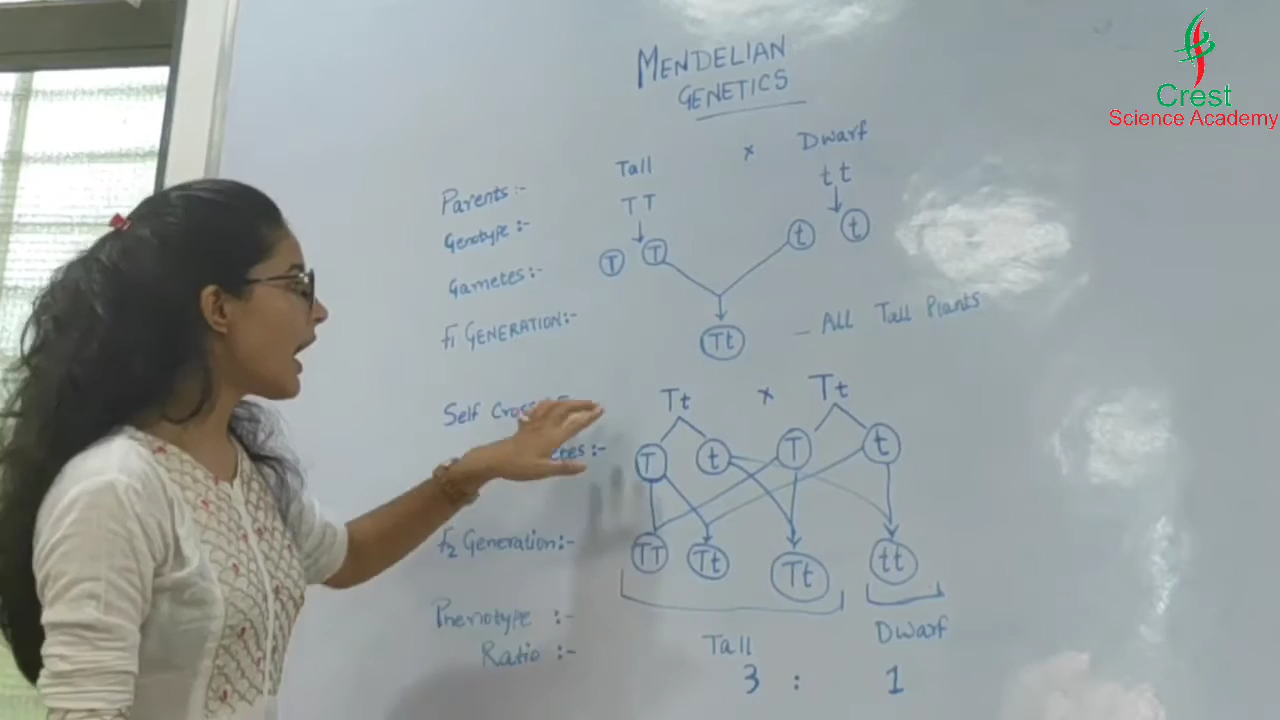 MENDELIAN
GENETICS
Crest
Science Academy
Parents:- Tall x Dwarf
Genotype:- TT tt
Gametes:- T T t t
F1 GENERATION:- Tt - All Tall Plants
Self Tt x Tt
T t T t
F2 Generation:- TT Tt Tt tt
Phenotype :- Tall Dwarf
Ratio :- 3 : 1